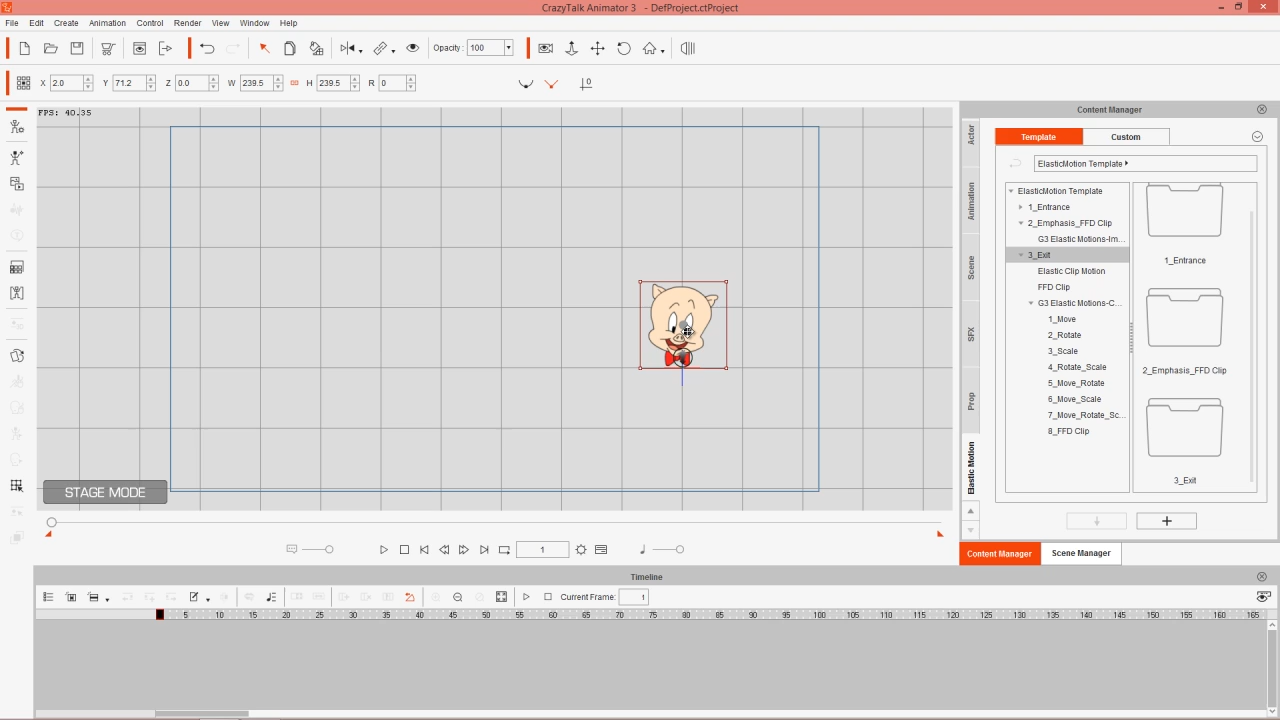 CrazyTalk Animator 3 - DefProject.ctProject
File Edit Create Animation Control Render View Window Help
Opacity : 100
X 2.0 Y 71.2 Z 0.0 W 239.5 H 239.5 R 0
FPS: 40.35
STAGE MODE
Content Manager
Template Custom
ElasticMotion Template
Actor
Animation
Scene
SFX
Prop
Elastic Motion
ElasticMotion Template
1_Entrance
2_Emphasis_FFD Clip
G3 Elastic Motions-Im...
3_Exit
Elastic Clip Motion
FFD Clip
G3 Elastic Motions-C...
1_Move
2_Rotate
3_Scale
4_Rotate_Scale
5_Move_Rotate
6_Move_Scale
7_Move_Rotate_Sc...
8_FFD Clip
1_Entrance
2_Emphasis_FFD Clip
3_Exit
1
Content Manager Scene Manager
Timeline
Current Frame: 1
5 10 15 20 25 30 35 40 45 50 55 60 65 70 75 80 85 90 95 100 105 110 115 120 125 130 135 140 145 150 155 160 165